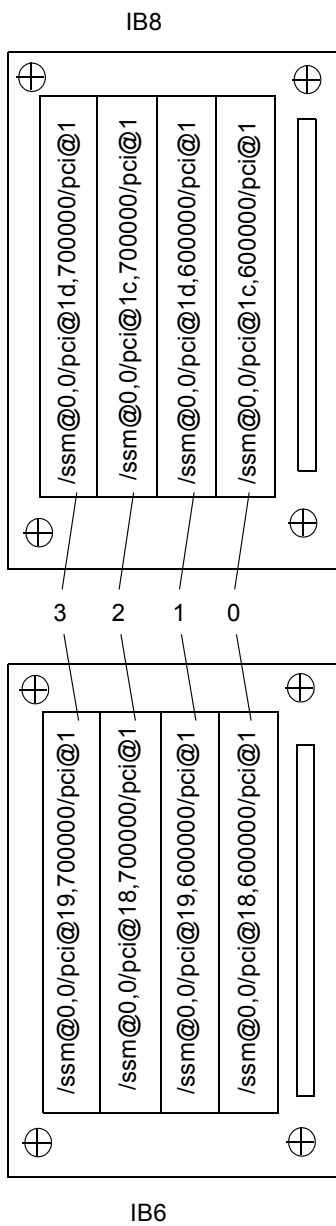 IB8
/ssm@0,0/pci@1d,700000/pci@1
/ssm@0,0/pci@1c,700000/pci@1
/ssm@0,0/pci@1d,600000/pci@1
/ssm@0,0/pci@1c,600000/pci@1
3 2 1 0
/ssm@0,0/pci@19,700000/pci@1
/ssm@0,0/pci@18,700000/pci@1
/ssm@0,0/pci@19,600000/pci@1
/ssm@0,0/pci@18,600000/pci@1
IB6